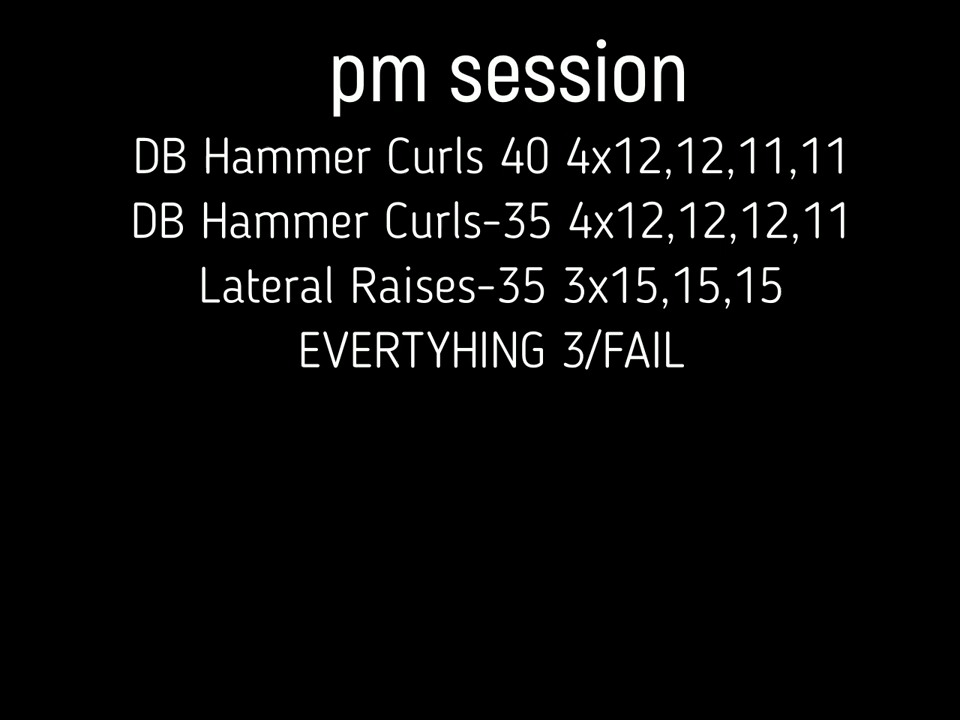 pm session
DB Hammer Curls 40 4x12,12,11,11
DB Hammer Curls-35 4x12,12,12,11
Lateral Raises-35 3x15,15,15
EVERTYHING 3/FAIL